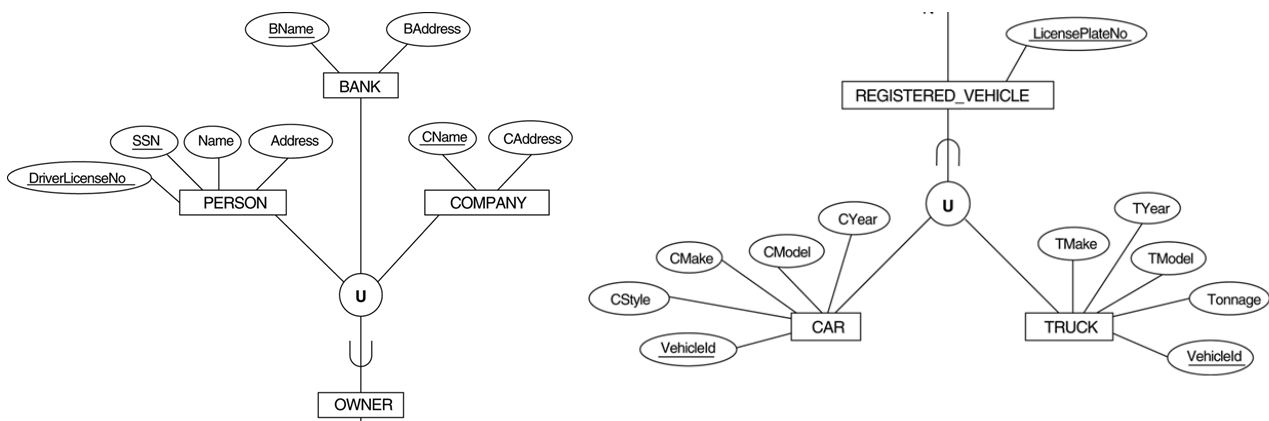 BName
BAddress
BANK
SSN
Name
Address
CName
CAddress
DriverLicenseNo
PERSON
COMPANY
U
OWNER
LicensePlateNo
REGISTERED_VEHICLE
U
CYear
TYear
CMake
CModel
TMake
TModel
CStyle
Tonnage
CAR
TRUCK
VehicleId
VehicleId